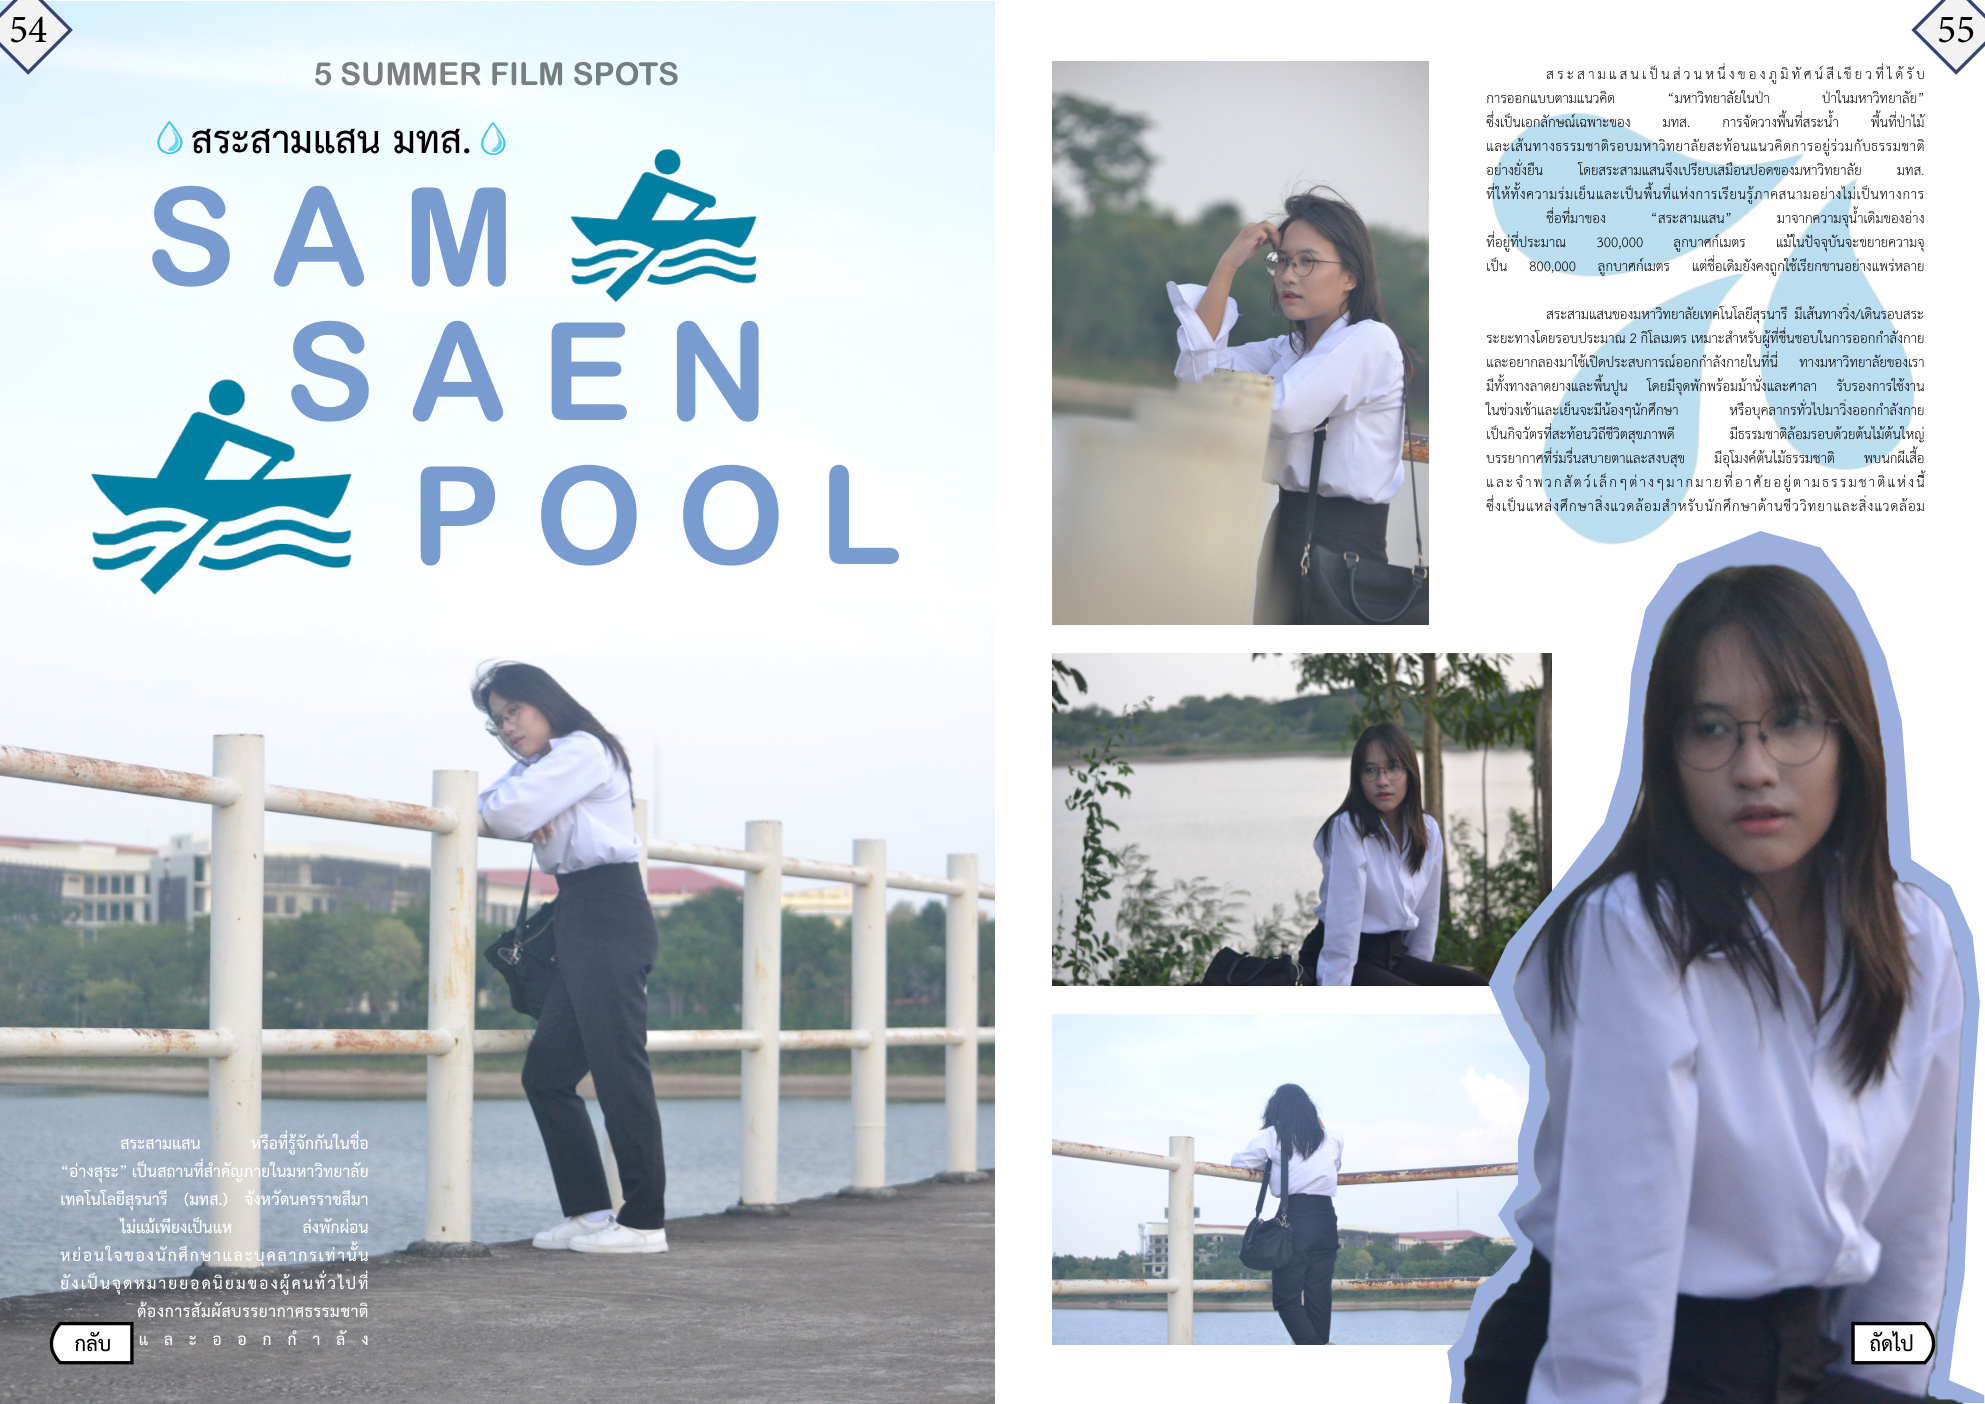 54
5 SUMMER FILM SPOTS
สระสามแสน มทส.
SAM
SAEN
POOL
สระสามแสน หรือที่รู้จักกันในชื่อ
“อ่างสุระ” เป็นสถานที่สำคัญภายในมหาวิทยาลัย
เทคโนโลยีสุรนารี (มทส.) จังหวัดนครราชสีมา
ไม่แม้เพียงเป็นแห ล่งพักผ่อน
หย่อนใจของนักศึกษาและบุคลากรเท่านั้น
ยังเป็นจุดหมายยอดนิยมของผู้คนทั่วไปที่
ต้องการสัมผัสบรรยากาศธรรมชาติ
และออกกำลัง
กลับ
55
สระสามแสนเป็นส่วนหนึ่งของภูมิทัศน์สีเขียวที่ได้รับ
การออกแบบตามแนวคิด “มหาวิทยาลัยในป่า ป่าในมหาวิทยาลัย”
ซึ่งเป็นเอกลักษณ์เฉพาะของ มทส. การจัดวางพื้นที่สระน้ำ พื้นที่ป่าไม้
และเส้นทางธรรมชาติรอบมหาวิทยาลัยสะท้อนแนวคิดการอยู่ร่วมกับธรรมชาติ
อย่างยั่งยืน โดยสระสามแสนจึงเปรียบเสมือนปอดของมหาวิทยาลัย มทส.
ที่ให้ทั้งความร่มเย็นและเป็นพื้นที่แห่งการเรียนรู้ภาคสนามอย่างไม่เป็นทางการ
ชื่อที่มาของ “สระสามแสน” มาจากความจุน้ำเดิมของอ่าง
ที่อยู่ที่ประมาณ 300,000 ลูกบาศก์เมตร แม้ในปัจจุบันจะขยายความจุ
เป็น 800,000 ลูกบาศก์เมตร แต่ชื่อเดิมยังคงถูกใช้เรียกขานอย่างแพร่หลาย
สระสามแสนของมหาวิทยาลัยเทคโนโลยีสุรนารี มีเส้นทางวิ่ง/เดินรอบสระ
ระยะทางโดยรอบประมาณ 2 กิโลเมตร เหมาะสำหรับผู้ที่ชื่นชอบในการออกกำลังกาย
และอยากลองมาใช้เปิดประสบการณ์ออกกำลังกายในที่นี่ ทางมหาวิทยาลัยของเรา
มีทั้งทางลาดยางและพื้นปูน โดยมีจุดพักพร้อมม้านั่งและศาลา รับรองการใช้งาน
ในช่วงเช้าและเย็นจะมีน้องๆนักศึกษา หรือบุคลากรทั่วไปมาวิ่งออกกำลังกาย
เป็นกิจวัตรที่สะท้อนวิถีชีวิตสุขภาพดี มีธรรมชาติล้อมรอบด้วยต้นไม้ต้นใหญ่
บรรยากาศที่ร่มรื่นสบายตาและสงบสุข มีอุโมงค์ต้นไม้ธรรมชาติ พบนกผีเสื้อ
และจำพวกสัตว์เล็กๆต่างๆมากมายที่อาศัยอยู่ตามธรรมชาติแห่งนี้
ซึ่งเป็นแหล่งศึกษาสิ่งแวดล้อมสำหรับนักศึกษาด้านชีววิทยาและสิ่งแวดล้อม
ถัดไป